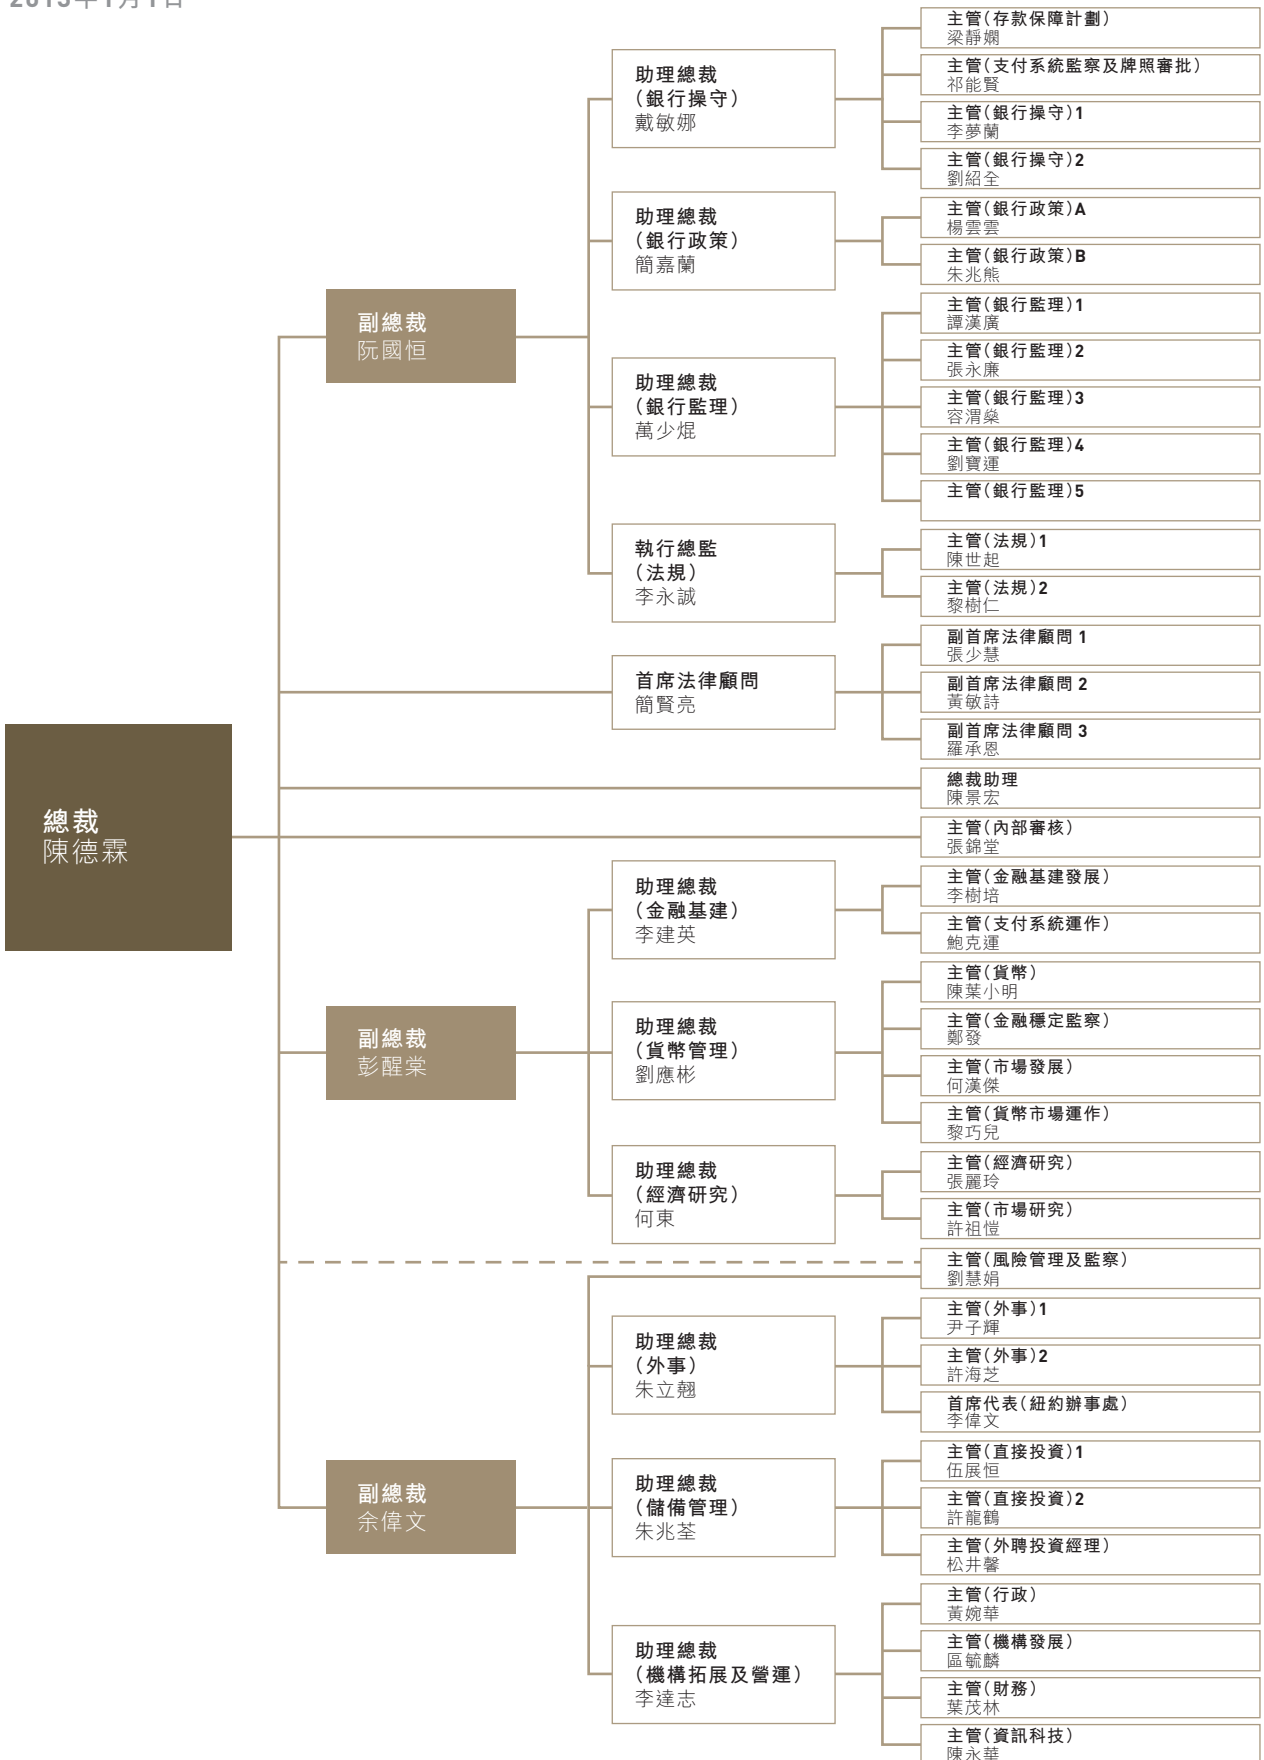 總裁
陳德霖
副總裁
阮國恒
助理總裁
(銀行操守)
戴敏娜
主管(存款保障計劃)
梁靜嫻
主管(支付系統監察及牌照審批)
祁能賢
主管(銀行操守)1
李夢蘭
主管(銀行操守)2
劉紹全
助理總裁
(銀行政策)
簡嘉蘭
主管(銀行政策)A
楊雲雲
主管(銀行政策)B
朱兆熊
助理總裁
(銀行監理)
萬少焜
主管(銀行監理)1
譚漢廣
主管(銀行監理)2
張永廉
主管(銀行監理)3
容渭燊
主管(銀行監理)4
劉寶運
主管(銀行監理)5
執行總監
(法規)
李永誠
主管(法規)1
陳世起
主管(法規)2
黎樹仁
首席法律顧問
簡賢亮
副首席法律顧問 1
張少慧
副首席法律顧問 2
黃敏詩
副首席法律顧問 3
羅承恩
總裁助理
陳景宏
主管(內部審核)
張錦堂
副總裁
彭醒棠
助理總裁
(金融基建)
李建英
主管(金融基建發展)
李樹培
主管(支付系統運作)
鮑克運
助理總裁
(貨幣管理)
劉應彬
主管(貨幣)
陳葉小明
主管(金融穩定監察)
鄭發
主管(市場發展)
何漢傑
主管(貨幣市場運作)
黎巧兒
助理總裁
(經濟研究)
何東
主管(經濟研究)
張麗玲
主管(市場研究)
許祖愷
主管(風險管理及監察)
劉慧娟
副總裁
余偉文
助理總裁
(外事)
朱立翹
主管(外事)1
尹子輝
主管(外事)2
許海芝
首席代表(紐約辦事處)
李偉文
助理總裁
(儲備管理)
朱兆荃
主管(直接投資)1
伍展恒
主管(直接投資)2
許龍鶴
主管(外聘投資經理)
松井馨
助理總裁
(機構拓展及營運)
李達志
主管(行政)
黃婉華
主管(機構發展)
區毓麟
主管(財務)
葉茂林
主管(資訊科技)
陳永華